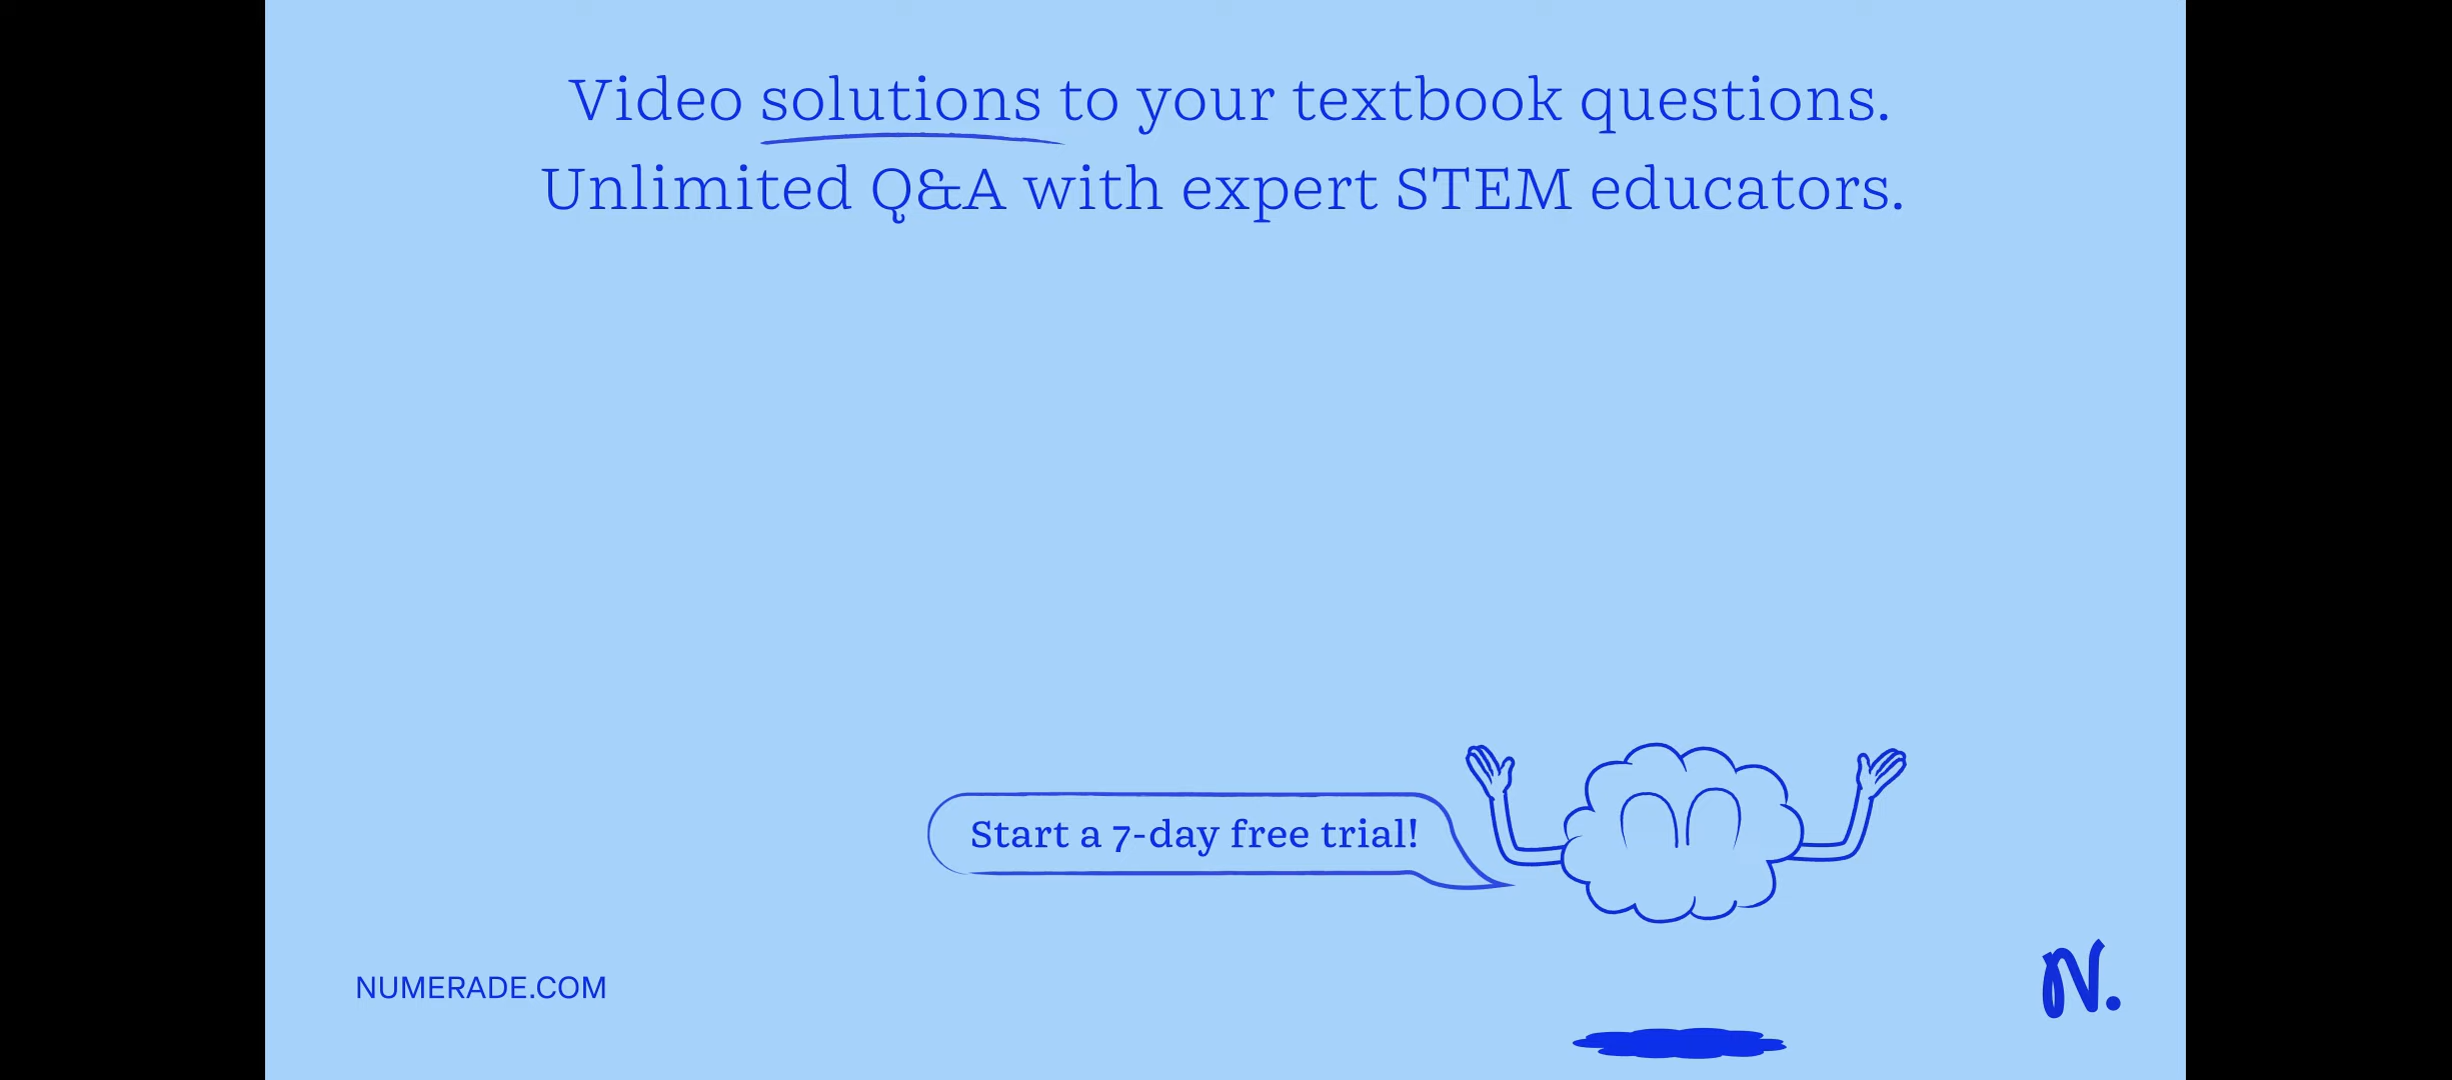 Video solutions to your textbook questions.
Unlimited Q&A with expert STEM educators.
Start a 7-day free trial!
NUMERADE.COM
N.